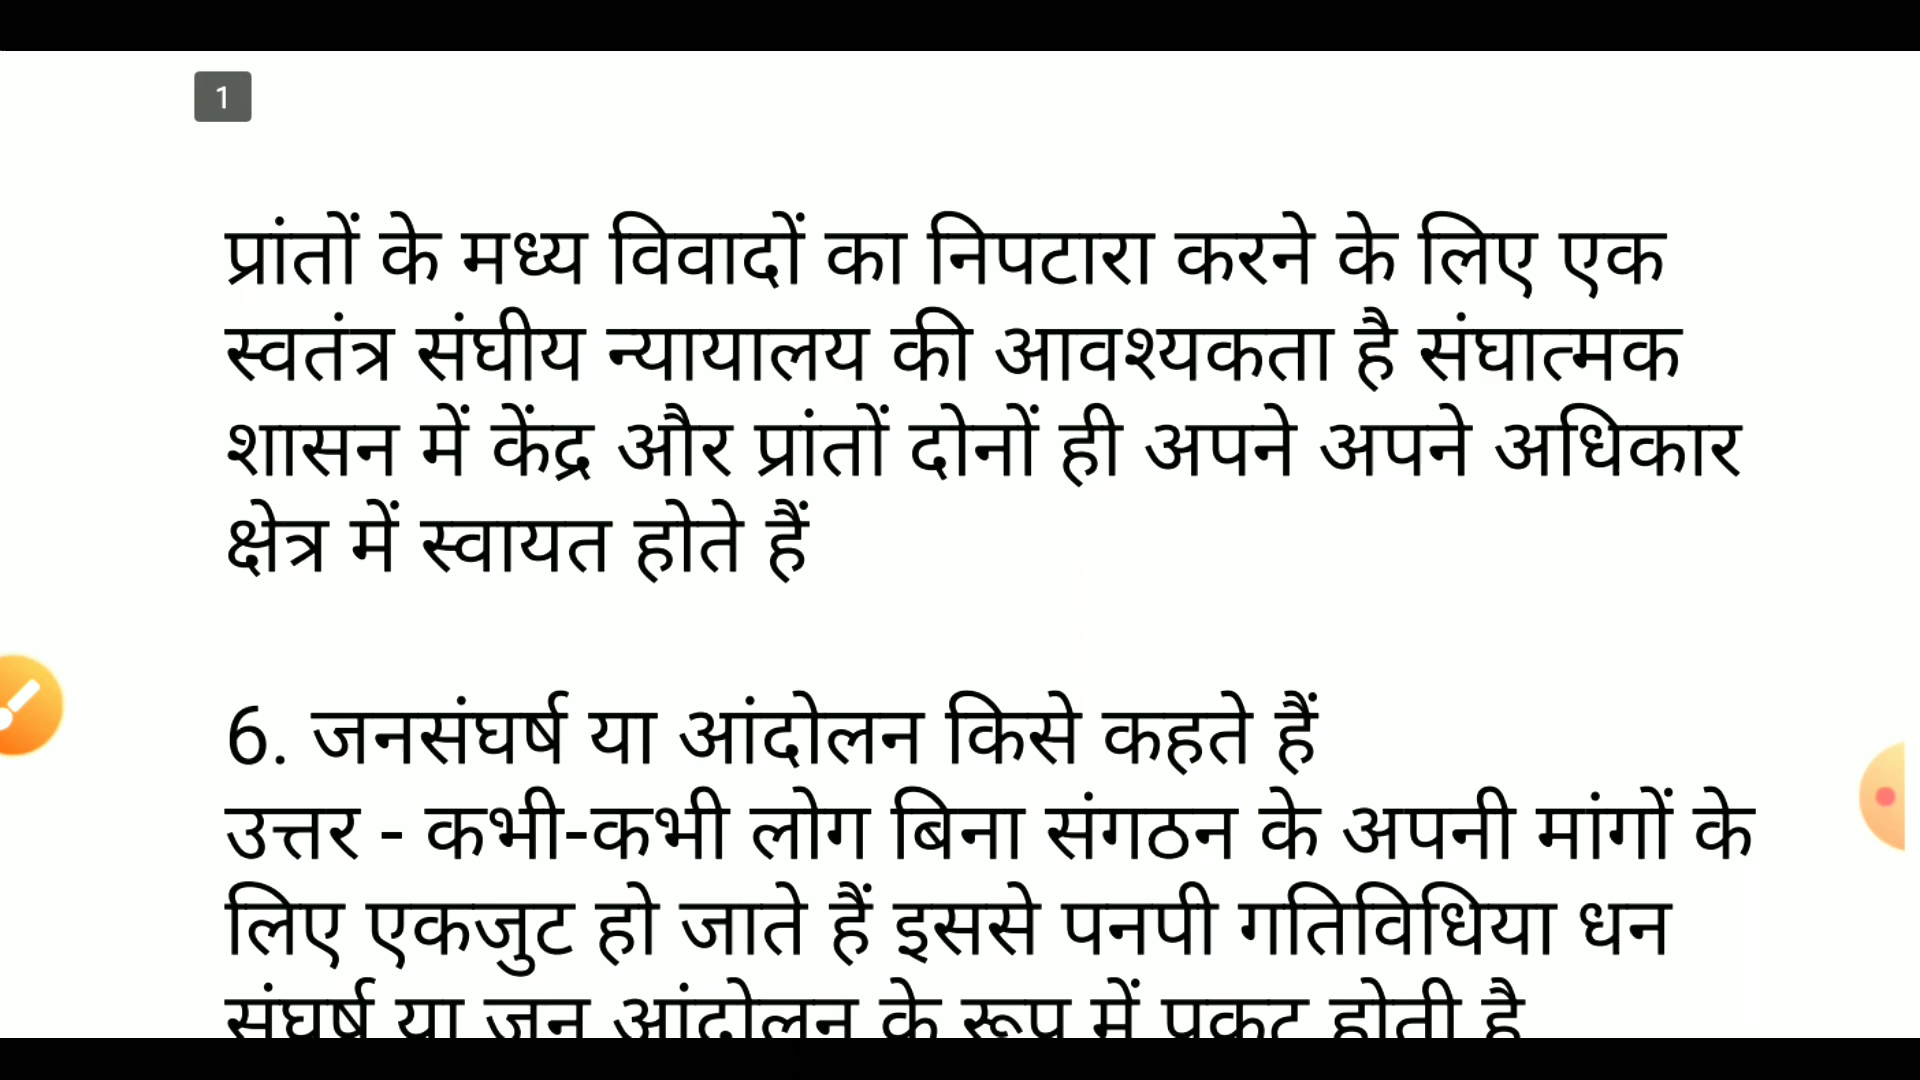 1
प्रांतों के मध्य विवादों का निपटारा करने के लिए एक
स्वतंत्र संघीय न्यायालय की आवश्यकता है संघात्मक
शासन में केंद्र और प्रांतों दोनों ही अपने अपने अधिकार
क्षेत्र में स्वायत होते हैं
6. जनसंघर्ष या आंदोलन किसे कहते हैं
उत्तर - कभी-कभी लोग बिना संगठन के अपनी मांगों के
लिए एकजुट हो जाते हैं इससे पनपी गतिविधिया धन
संघर्ष या जन आंदोलन के रूप में प्रकट होती है